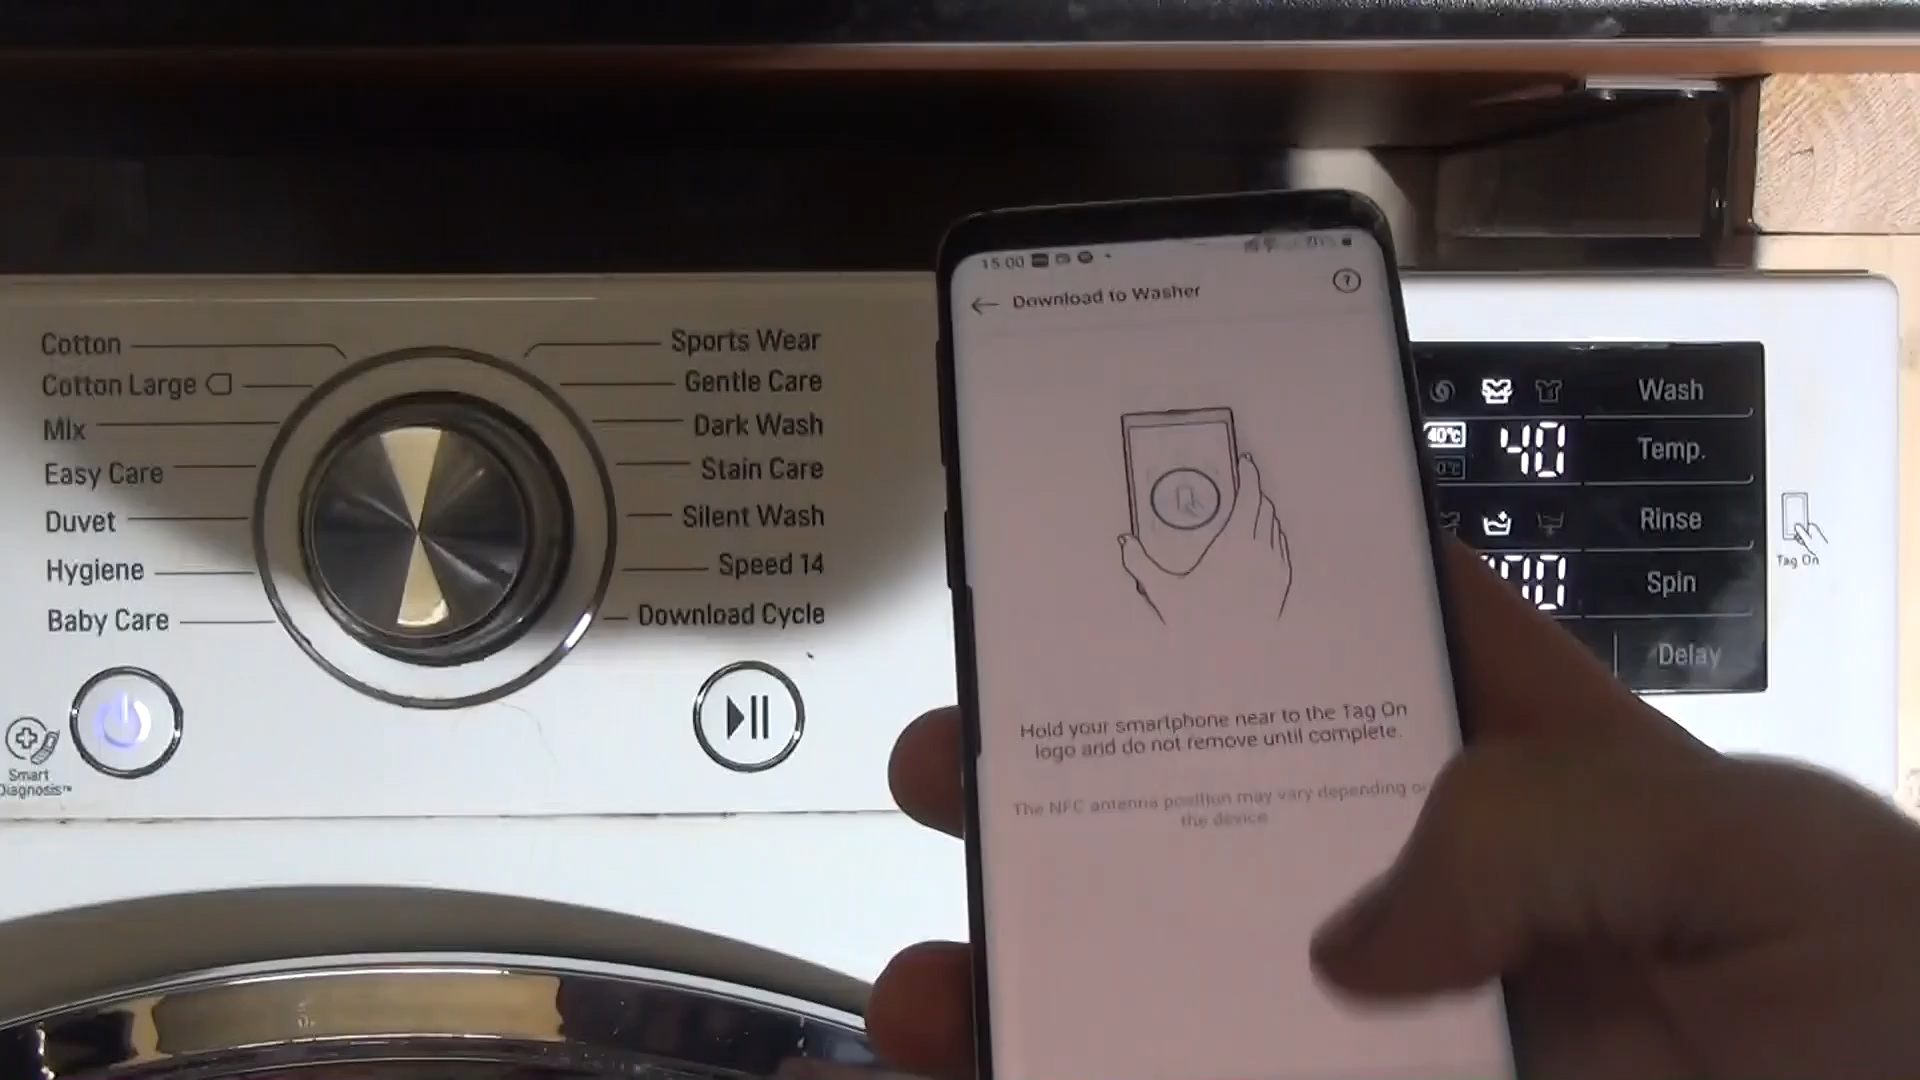 Cotton
Cotton Large
Mix
Easy Care
Duvet
Hygiene
Baby Care
Smart
Diagnosis™
Sports Wear
Gentle Care
Dark Wash
Stain Care
Silent Wash
Speed 14
Download Cycle
15:00
Download to Washer
?
Hold your smartphone near to the Tag On
logo and do not remove until complete.
The NFC antenna position may vary depending on
the device
40°C
40
Wash
Temp.
Rinse
Spin
Delay
Tag On